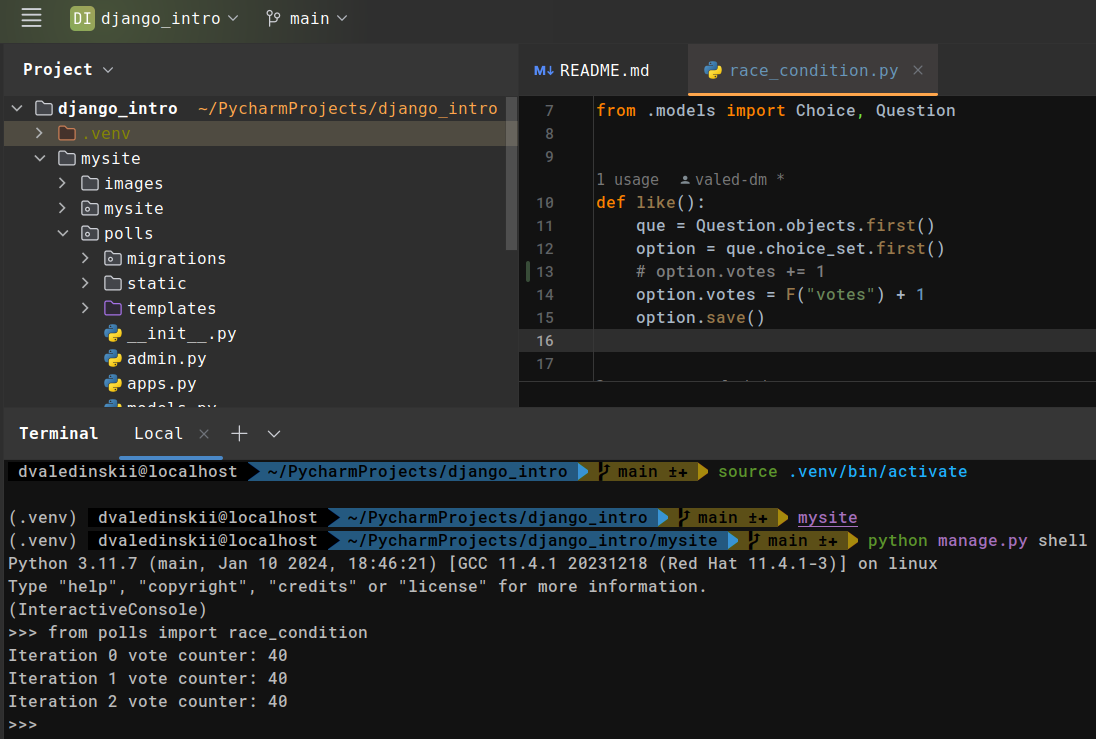 DI django_intro main
Project
django_intro ~/PycharmProjects/django_intro
.venv
mysite
images
mysite
polls
migrations
static
templates
__init__.py
admin.py
apps.py
models.py
README.md race_condition.py
7 from .models import Choice, Question
8
9
1 usage valed-dm *
10 def like():
11 que = Question.objects.first()
12 option = que.choice_set.first()
13 # option.votes += 1
14 option.votes = F("votes") + 1
15 option.save()
16
17
Terminal Local
dvaledinskii@localhost ~/PycharmProjects/django_intro main ±+ source .venv/bin/activate
(.venv) dvaledinskii@localhost ~/PycharmProjects/django_intro main ±+ mysite
(.venv) dvaledinskii@localhost ~/PycharmProjects/django_intro/mysite main ±+ python manage.py shell
Python 3.11.7 (main, Jan 10 2024, 18:46:21) [GCC 11.4.1 20231218 (Red Hat 11.4.1-3)] on linux
Type "help", "copyright", "credits" or "license" for more information.
(InteractiveConsole)
>>> from polls import race_condition
Iteration 0 vote counter: 40
Iteration 1 vote counter: 40
Iteration 2 vote counter: 40
>>>